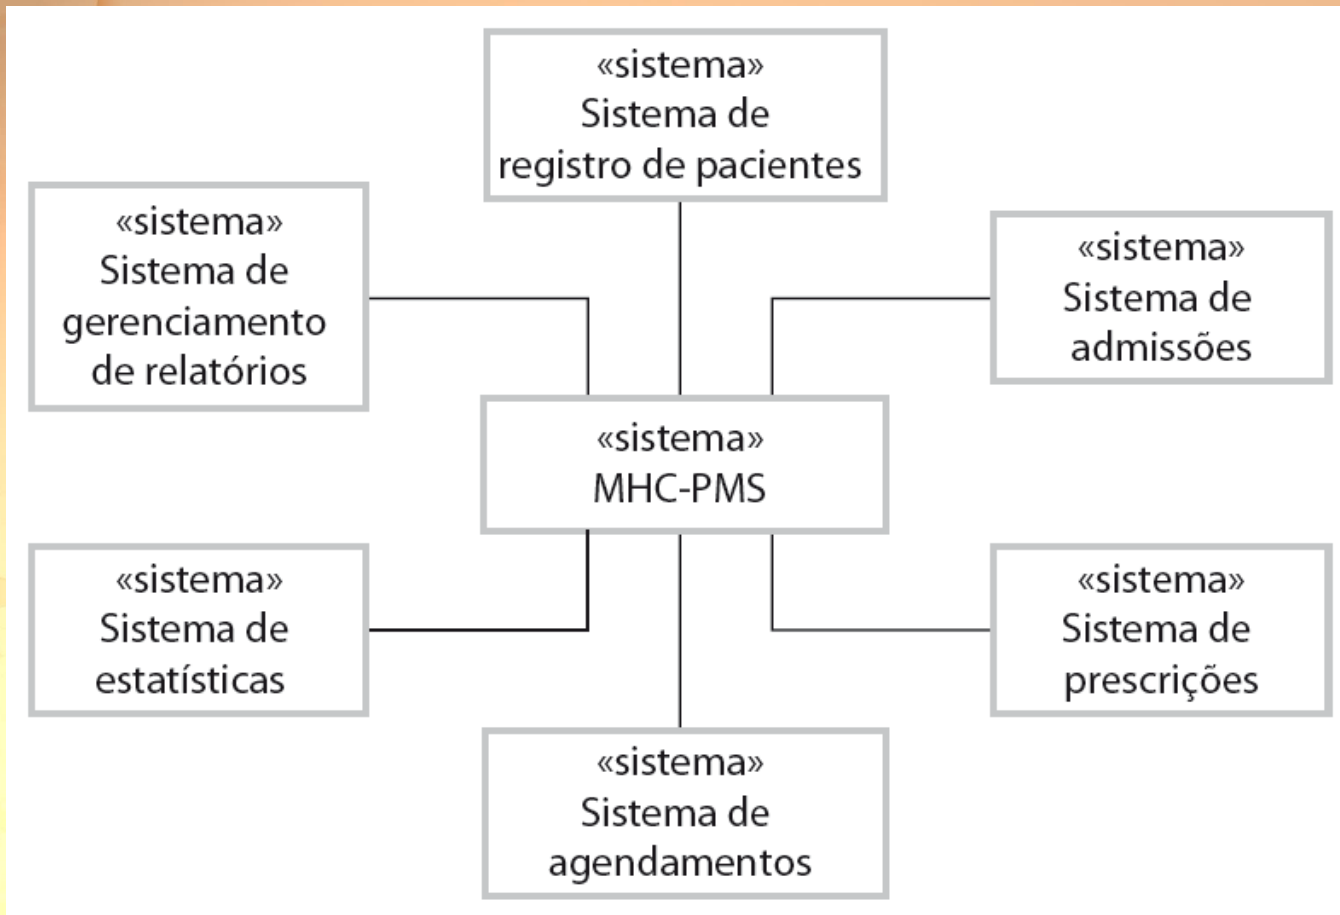 «sistema»
Sistema de
registro de pacientes
«sistema»
Sistema de
gerenciamento
de relatórios
«sistema»
Sistema de
admissões
«sistema»
MHC-PMS
«sistema»
Sistema de
estatísticas
«sistema»
Sistema de
prescrições
«sistema»
Sistema de
agendamentos